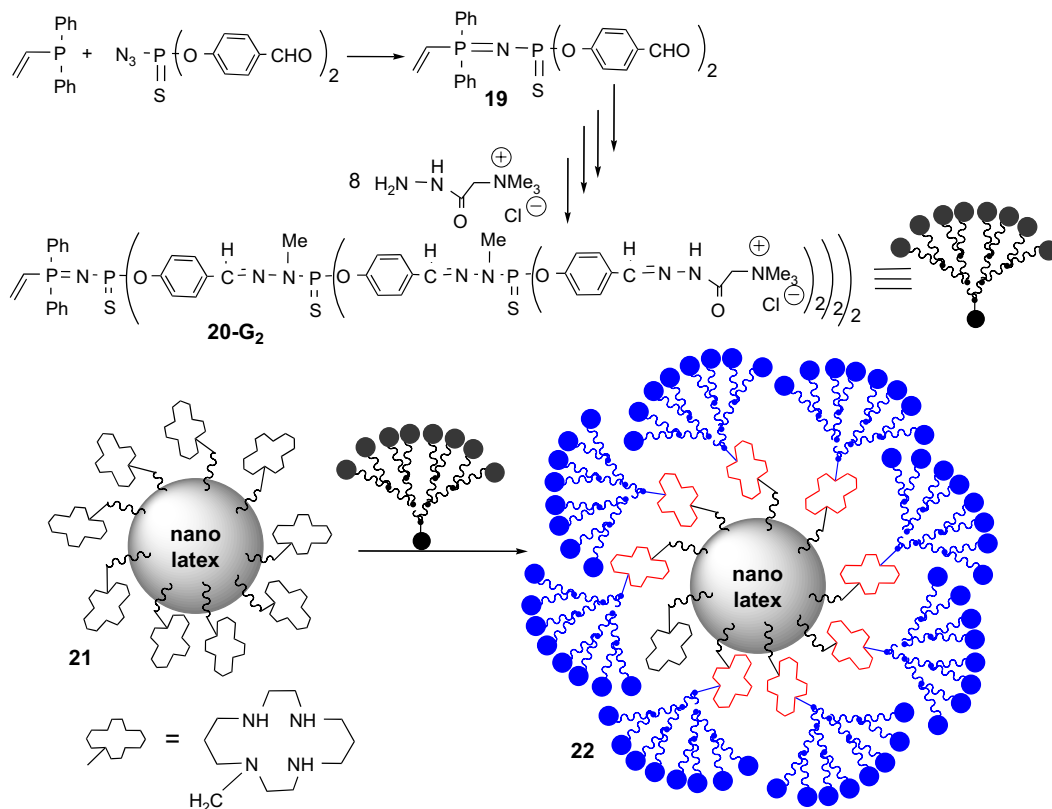 Ph
P + N3 P ( O CHO )2
Ph S
Ph
P N P ( O CHO )2
Ph S
19
8 H2N N H O NMe3 + Cl −
Ph H Me H Me H H
P N P ( O N N P ( O N N P ( O N N NMe3 + )2 )2 )2
Ph S S S O Cl −
20-G2
nano
latex
21
nano
latex
22
= NH HN
N NH
H2C